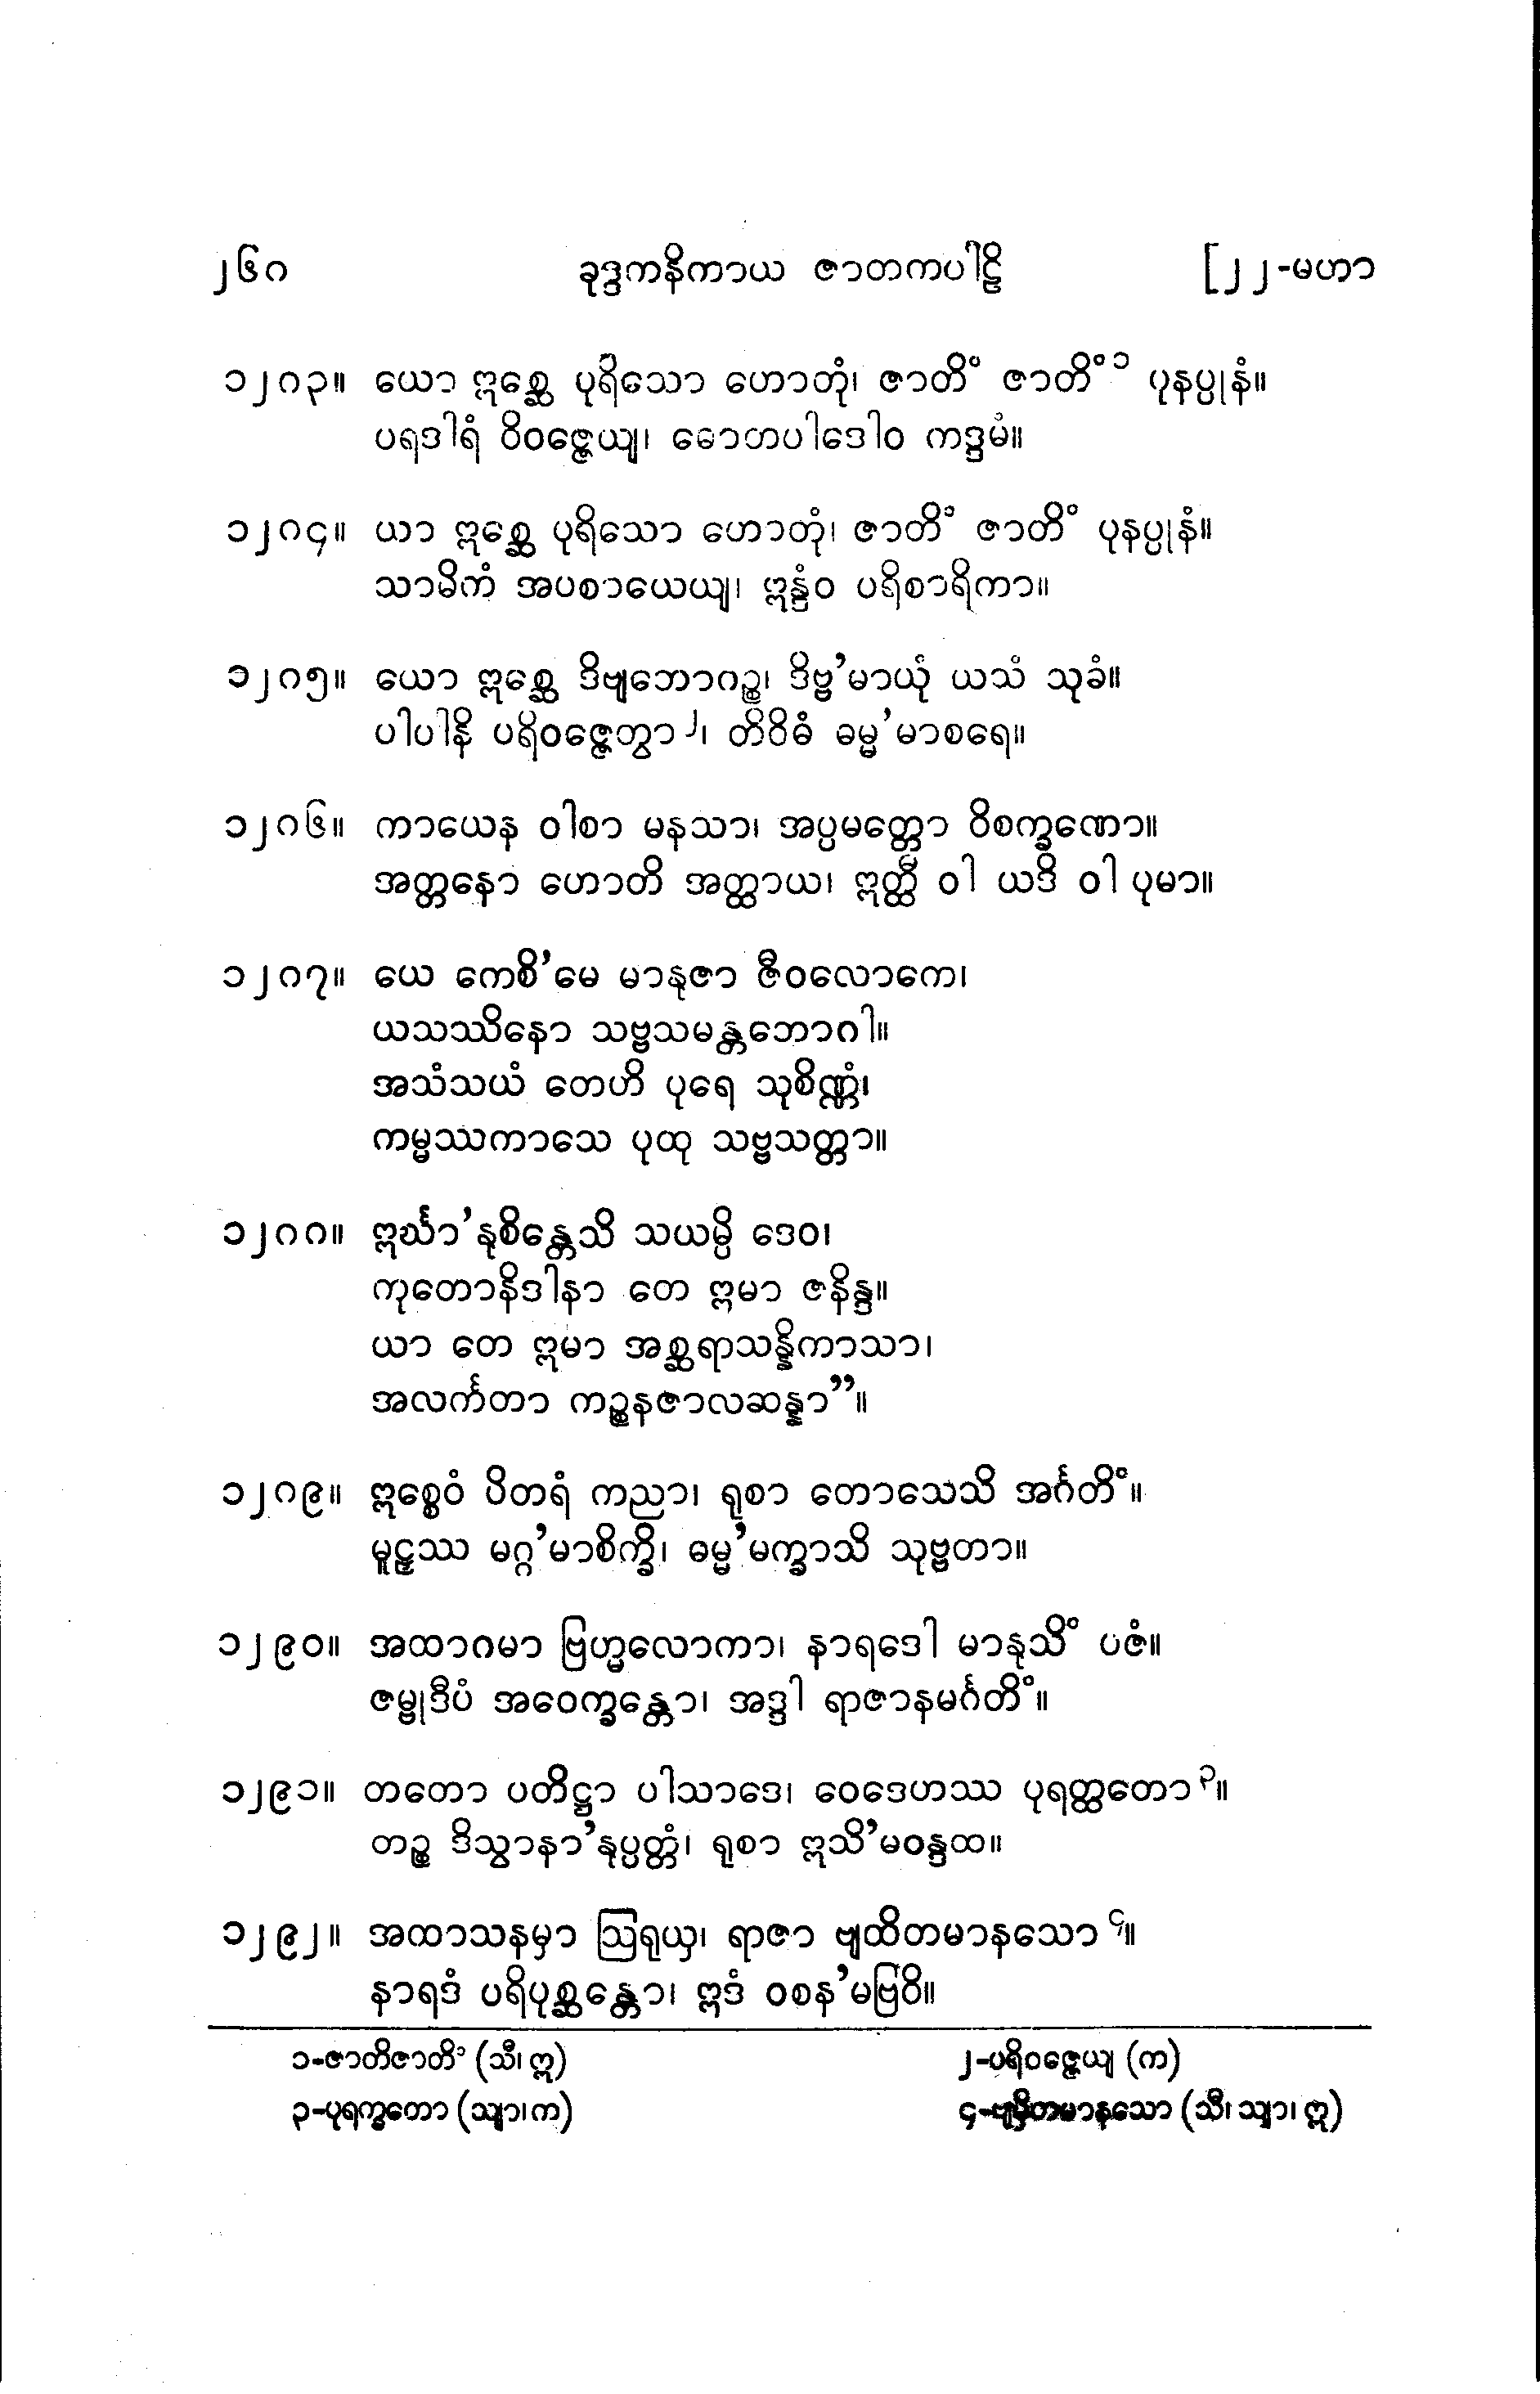 ၂၆၈ ခုဒ္ဒကနိကာယ ဇာတကပါဠိ [၂၂-မဟာ
၁၂၈၃။ ယော ဣစ္ဆေ ပုရိသော ဟောတုံ၊ ဇာတိံ ဇာတိံ ၁ ပုနပ္ပုနံ။
ပရဒါရံ ဝိဝဇ္ဇေယျ၊ ဓောတပါဒေါဝ ကဒ္ဒမံ။
၁၂၈၄။ ယာ ဣစ္ဆေ ပုရိသော ဟောတုံ၊ ဇာတိံ ဇာတိံ ပုနပ္ပုနံ။
သာမိကံ အပစာယေယျ၊ ဣန္ဒံဝ ပရိစာရိကာ။
၁၂၈၅။ ယော ဣစ္ဆေ ဒိဗျဘောဂဉ္စ၊ ဒိဗ္ဗ’မာယုံ ယသံ သုခံ။
ပါပါနိ ပရိဝဇ္ဇေတွာ ၂၊ တိဝိဓံ ဓမ္မ’မာစရေ။
၁၂၈၆။ ကာယေန ဝါစာ မနသာ၊ အပ္ပမတ္တော ဝိစက္ခဏော။
အတ္တနော ဟောတိ အတ္ထာယ၊ ဣတ္ထီ ဝါ ယဒိ ဝါ ပုမာ။
၁၂၈၇။ ယေ ကေစိ’မေ မာနုဇာ ဇီဝလောကေ၊
ယသဿိနော သဗ္ဗသမန္တဘောဂါ။
အသံသယံ တေဟိ ပုရေ သုစိဏ္ဏံ၊
ကမ္မဿကာသေ ပုထု သဗ္ဗသတ္တာ။
၁၂၈၈။ ဣင်္ဃာ’နုစိန္တေသိ သယမ္ပိ ဒေဝ၊
ကုတောနိဒါနာ တေ ဣမာ ဇနိန္ဒ။
ယာ တေ ဣမာ အစ္ဆရာသန္နိကာသာ၊
အလင်္ကတာ ကဉ္စနဇာလဆန္နာ”။
၁၂၈၉။ ဣစ္စေဝံ ပိတရံ ကညာ၊ ရုစာ တောသေသိ အင်္ဂတိံ။
မူဠှဿ မဂ္ဂ’မာစိက္ခိ၊ ဓမ္မ’မက္ခာသိ သုဗ္ဗတာ။
၁၂၉၀။ အထာဂမာ ဗြဟ္မလောကာ၊ နာရဒေါ မာနုသိံ ပဇံ။
ဇမ္ဗုဒီပံ အဝေက္ခန္တော၊ အဒ္ဒါ ရာဇာနမင်္ဂတိံ။
၁၂၉၁။ တတော ပတိဋ္ဌာ ပါသာဒေ၊ ဝေဒေဟဿ ပုရတ္ထတော ၃။
တဉ္စ ဒိသွာနာ’နုပ္ပတ္တံ၊ ရုစာ ဣသိ’မဝန္ဒထ။
၁၂၉၂။ အထာသနမှာ ဩရုယှ၊ ရာဇာ ဗျထိတမာနသော ၄။
နာရဒံ ပရိပုစ္ဆန္တော၊ ဣဒံ ဝစန’မဗြဝိ။
၁-ဇာတိဇာတိံ (သီ၊ ဣ) ၂-ပရိဝဇ္ဇေယျ (က)
၃-ပုရက္ခတော (သျာ၊ က) ၄-ဗျမှိတမာနသော (သီ၊ သျာ၊ ဣ)